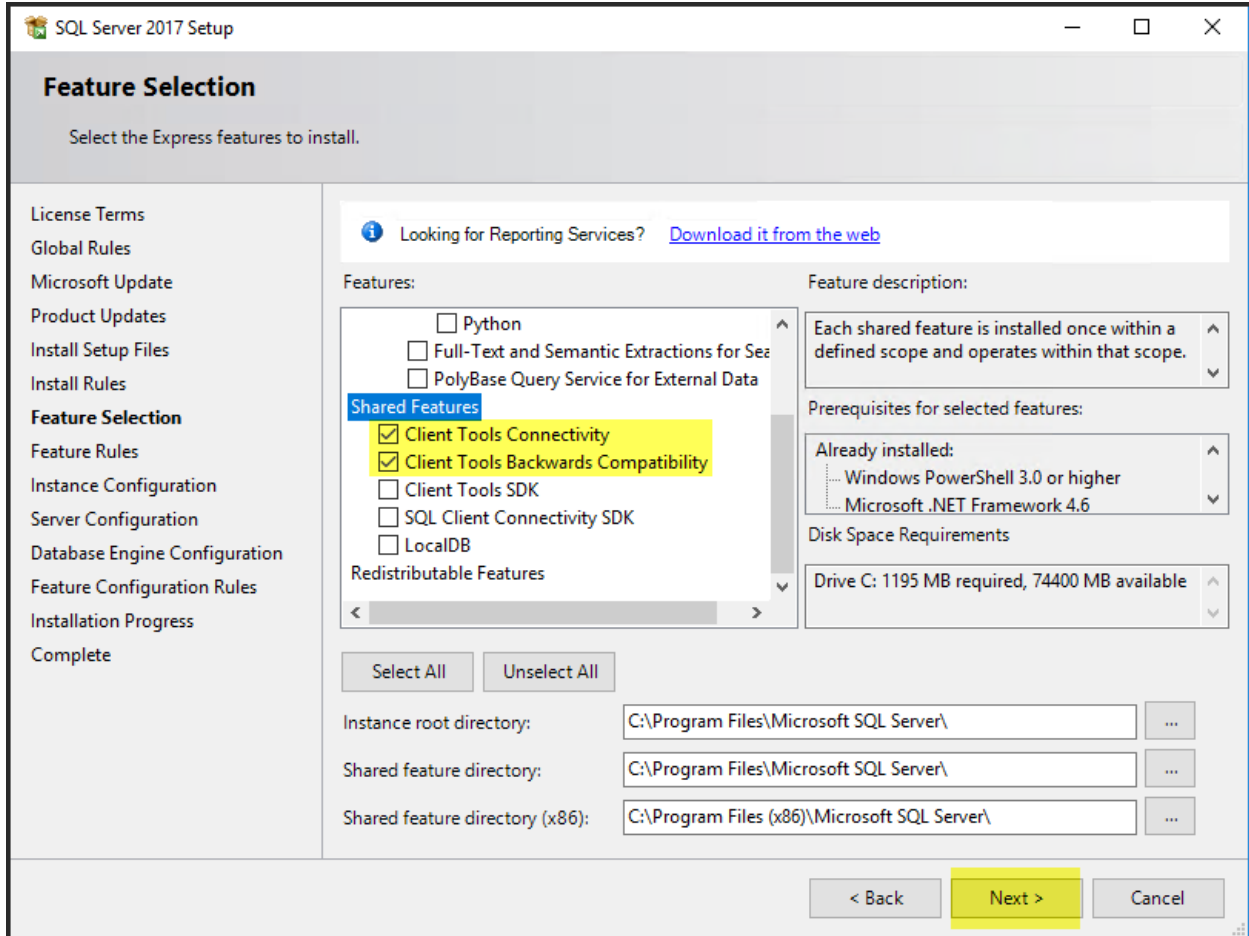 SQL Server 2017 Setup
Feature Selection
Select the Express features to install.
License Terms
Global Rules
Microsoft Update
Product Updates
Install Setup Files
Install Rules
Feature Selection
Feature Rules
Instance Configuration
Server Configuration
Database Engine Configuration
Feature Configuration Rules
Installation Progress
Complete
Looking for Reporting Services? Download it from the web
Features:
Python
Full-Text and Semantic Extractions for Sea
PolyBase Query Service for External Data
Shared Features
Client Tools Connectivity
Client Tools Backwards Compatibility
Client Tools SDK
SQL Client Connectivity SDK
LocalDB
Redistributable Features
Feature description:
Each shared feature is installed once within a
defined scope and operates within that scope.
Prerequisites for selected features:
Already installed:
Windows PowerShell 3.0 or higher
Microsoft .NET Framework 4.6
Disk Space Requirements
Drive C: 1195 MB required, 74400 MB available
Select All Unselect All
Instance root directory: C:\Program Files\Microsoft SQL Server\ ...
Shared feature directory: C:\Program Files\Microsoft SQL Server\ ...
Shared feature directory (x86): C:\Program Files (x86)\Microsoft SQL Server\ ...
< Back Next > Cancel